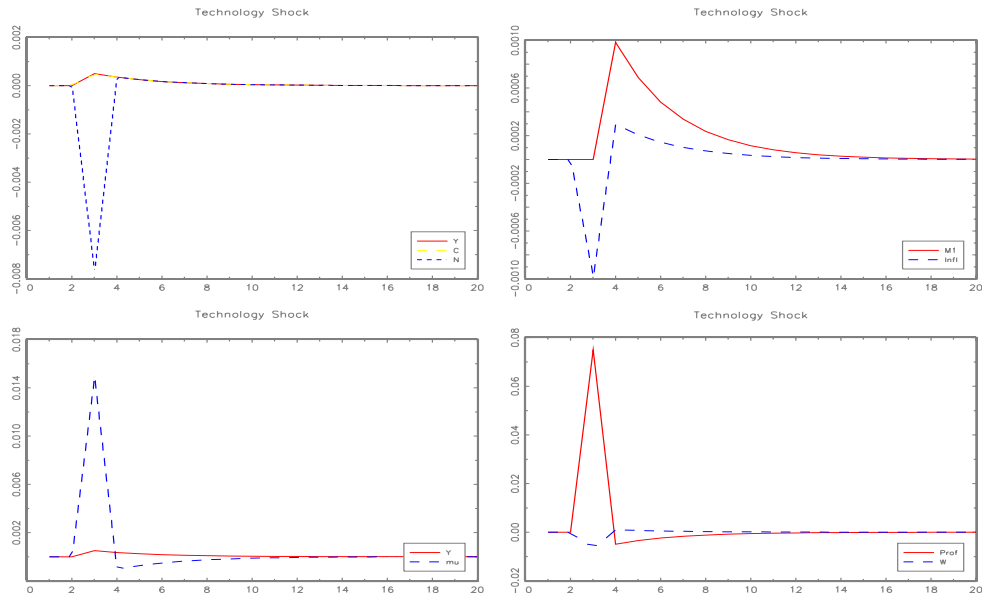 Technology Shock
0.002
0.000
−0.002
−0.004
−0.006
−0.008
Y
C
N
0 2 4 6 8 10 12 14 16 18 20
Technology Shock
0.0010
0.0006
0.0002
−0.0002
−0.0006
−0.0010
M1
Infl
0 2 4 6 8 10 12 14 16 18 20
Technology Shock
0.018
0.014
0.010
0.006
0.002
Y
mu
0 2 4 6 8 10 12 14 16 18 20
Technology Shock
0.08
0.06
0.04
0.02
0.00
−0.02
Prof
W
0 2 4 6 8 10 12 14 16 18 20